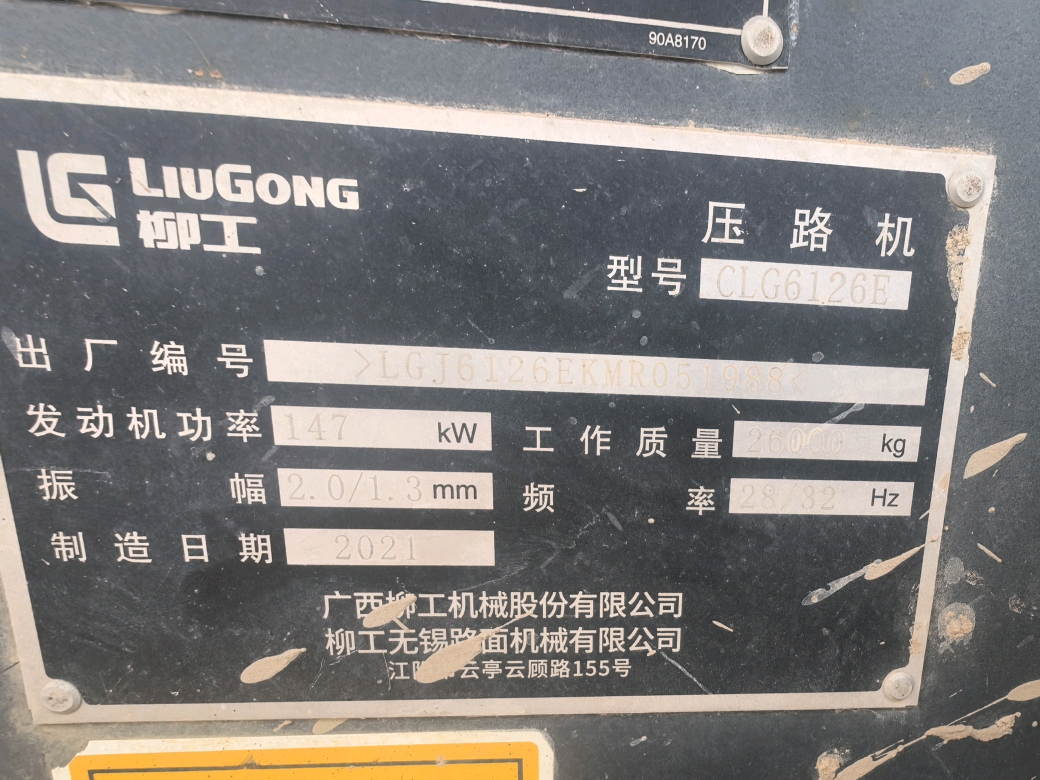 90A8170
LIUGONG
柳工
压路机
型号 CLG6126E
出厂编号 >LGJ6126EKMR051988<
发动机功率 147 kW 工作质量 26000 kg
振幅 2.0/1.3 mm 频率 28/32 Hz
制造日期 2021
广西柳工机械股份有限公司
柳工无锡路面机械有限公司
江阴市云亭云顾路155号